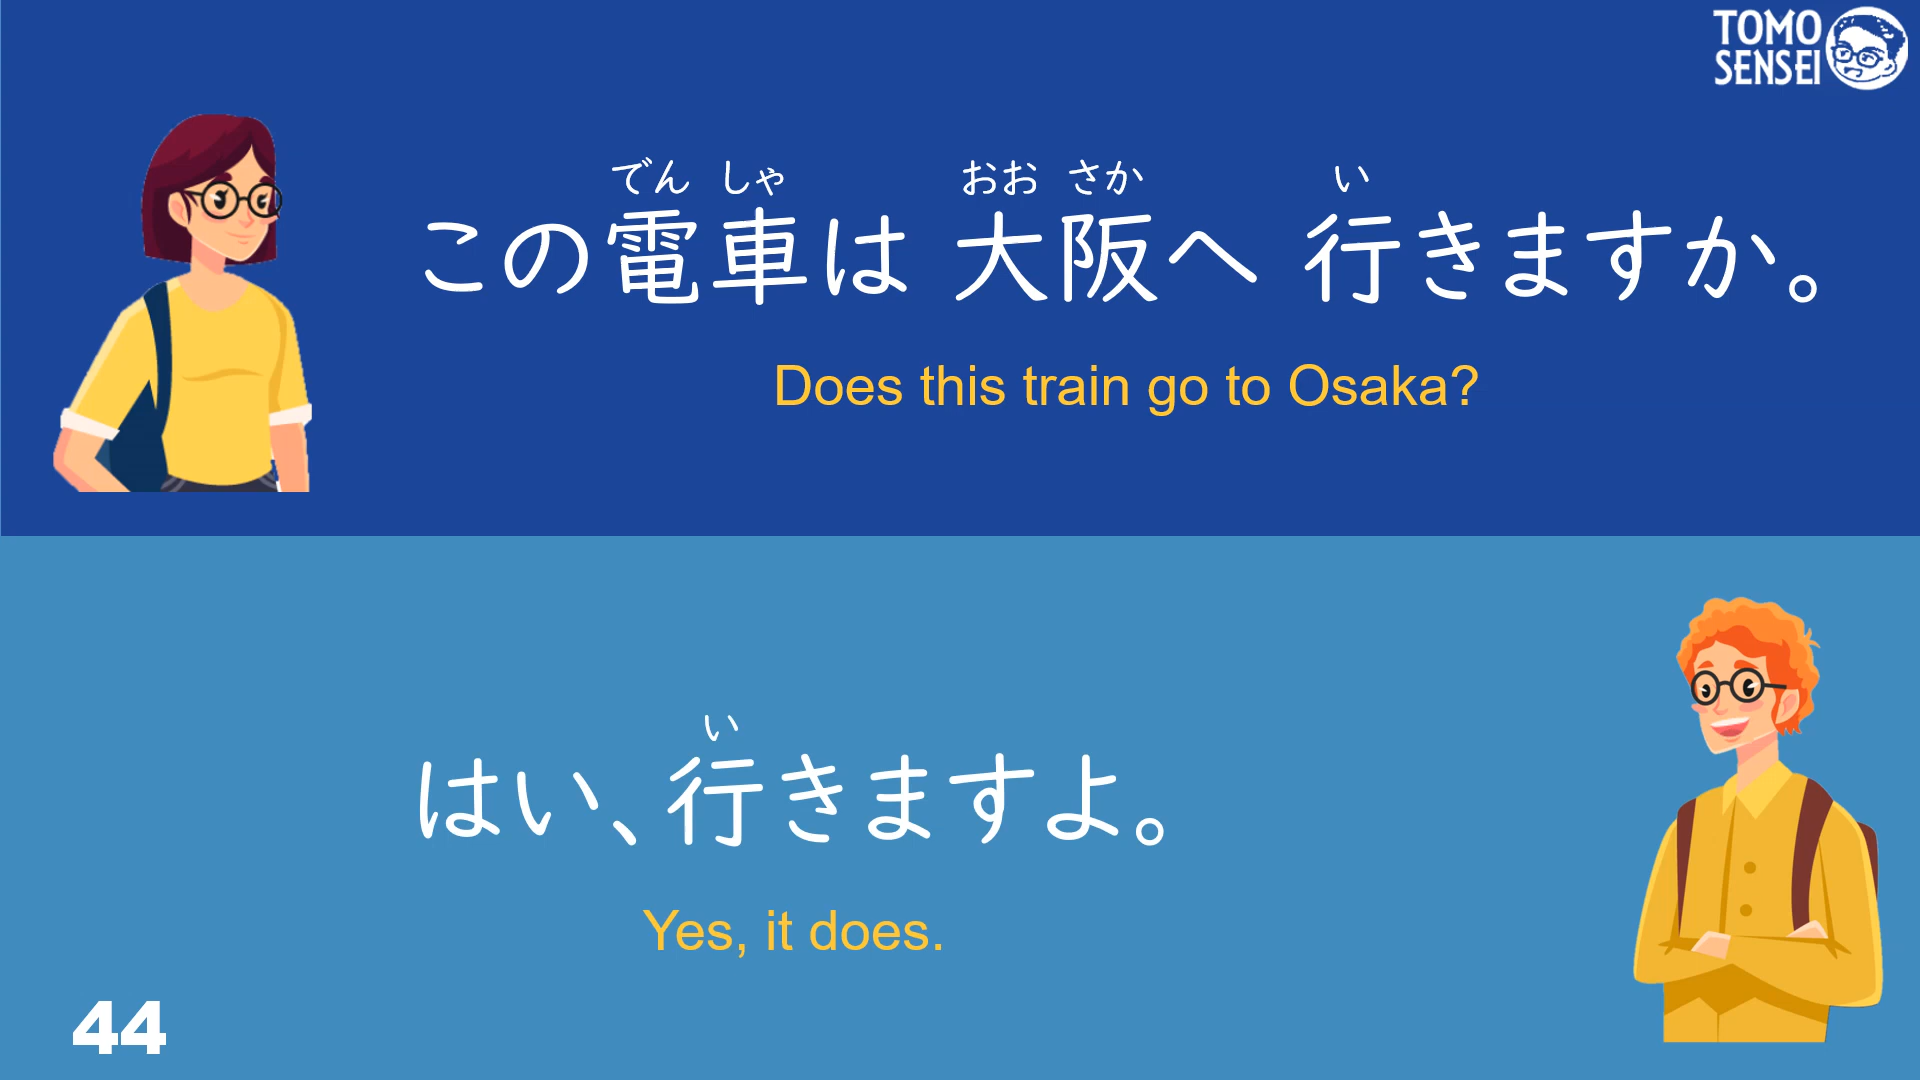 TOMO
SENSEI
でん しゃ おお さか い
この電車は 大阪へ 行きますか。
Does this train go to Osaka?
い
はい、行きますよ。
Yes, it does.
44